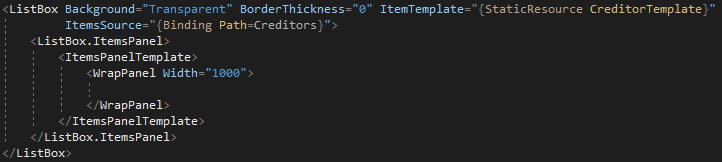 <ListBox Background="Transparent" BorderThickness="0" ItemTemplate="{StaticResource CreditorTemplate}"
ItemsSource="{Binding Path=Creditors}">
<ListBox.ItemsPanel>
<ItemsPanelTemplate>
<WrapPanel Width="1000">
</WrapPanel>
</ItemsPanelTemplate>
</ListBox.ItemsPanel>
</ListBox>